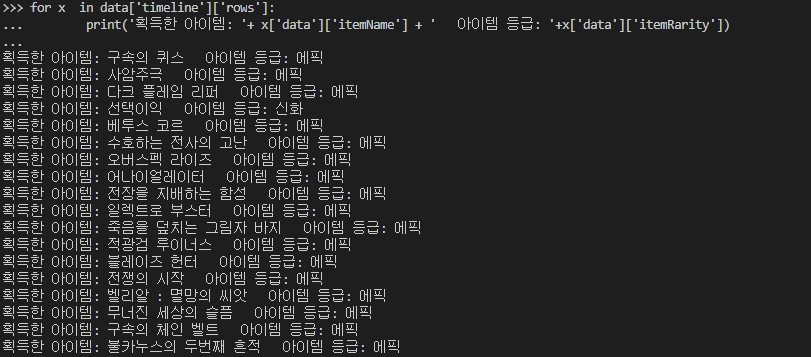 >>> for x  in data['timeline']['rows']:
...        print('획득한 아이템: '+ x['data']['itemName'] + '   아이템 등급: '+x['data']['itemRarity'])
...
획득한 아이템: 구속의 퀴스   아이템 등급: 에픽
획득한 아이템: 사암주극   아이템 등급: 에픽
획득한 아이템: 다크 플레임 리퍼   아이템 등급: 에픽
획득한 아이템: 선택이익   아이템 등급: 신화
획득한 아이템: 베투스 코르   아이템 등급: 에픽
획득한 아이템: 수호하는 전사의 고난   아이템 등급: 에픽
획득한 아이템: 오버스펙 라이즈   아이템 등급: 에픽
획득한 아이템: 어나이얼레이터   아이템 등급: 에픽
획득한 아이템: 전장을 지배하는 함성   아이템 등급: 에픽
획득한 아이템: 일렉트로 부스터   아이템 등급: 에픽
획득한 아이템: 죽음을 덮치는 그림자 바지   아이템 등급: 에픽
획득한 아이템: 적광검 루이너스   아이템 등급: 에픽
획득한 아이템: 블레이즈 헌터   아이템 등급: 에픽
획득한 아이템: 전쟁의 시작   아이템 등급: 에픽
획득한 아이템: 벨리알 : 멸망의 씨앗   아이템 등급: 에픽
획득한 아이템: 무너진 세상의 슬픔   아이템 등급: 에픽
획득한 아이템: 구속의 체인 벨트   아이템 등급: 에픽
획득한 아이템: 불카누스의 두번째 흔적   아이템 등급: 에픽